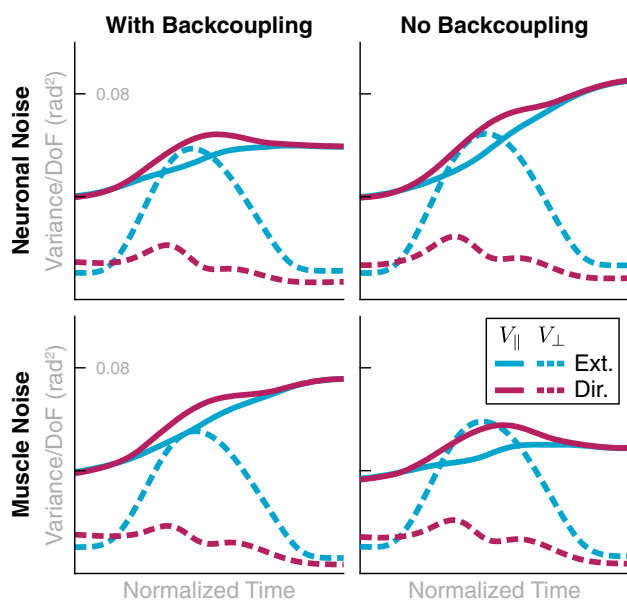 With Backcoupling
No Backcoupling
Neuronal Noise
Variance/DoF (rad²)
0.08
Muscle Noise
Variance/DoF (rad²)
0.08
V∥ V⊥
Ext.
Dir.
Normalized Time
Normalized Time